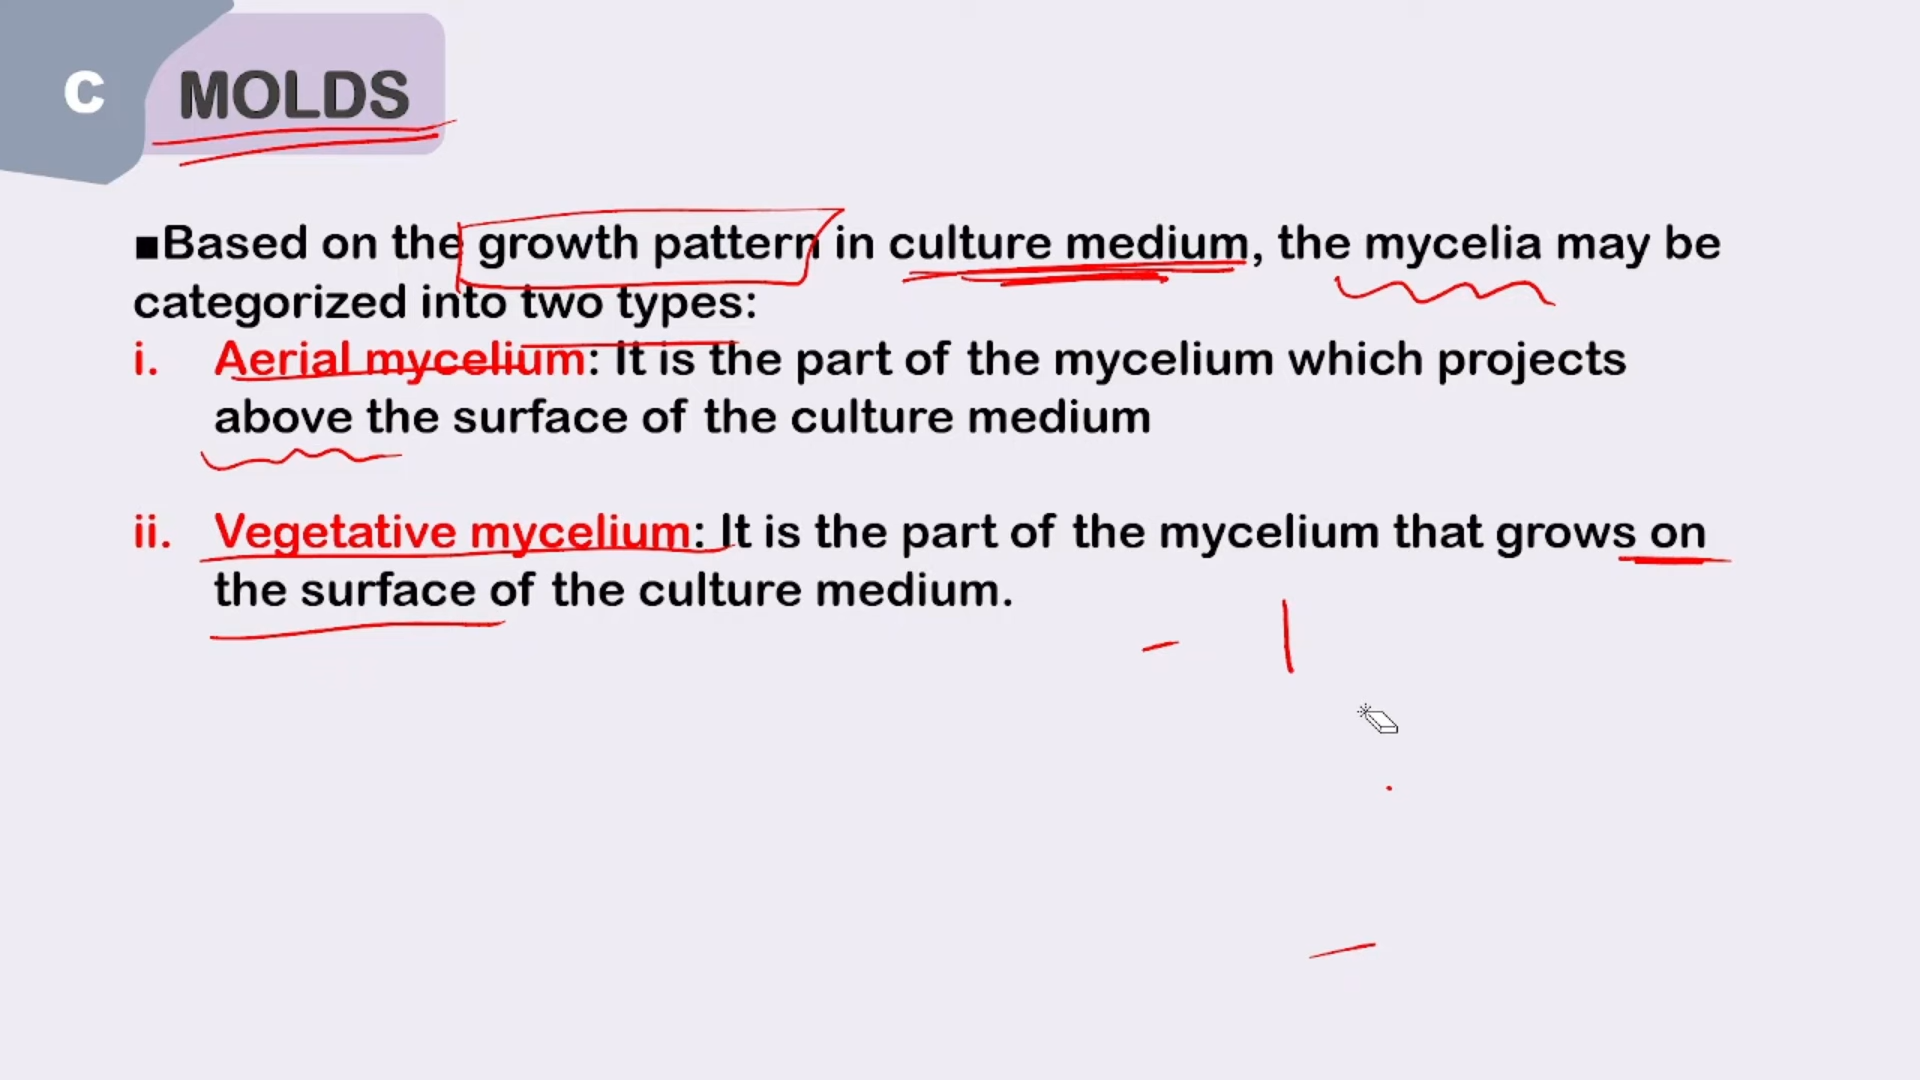 C MOLDS
■Based on the growth pattern in culture medium, the mycelia may be
categorized into two types:
i. Aerial mycelium: It is the part of the mycelium which projects
above the surface of the culture medium
ii. Vegetative mycelium: It is the part of the mycelium that grows on
the surface of the culture medium.